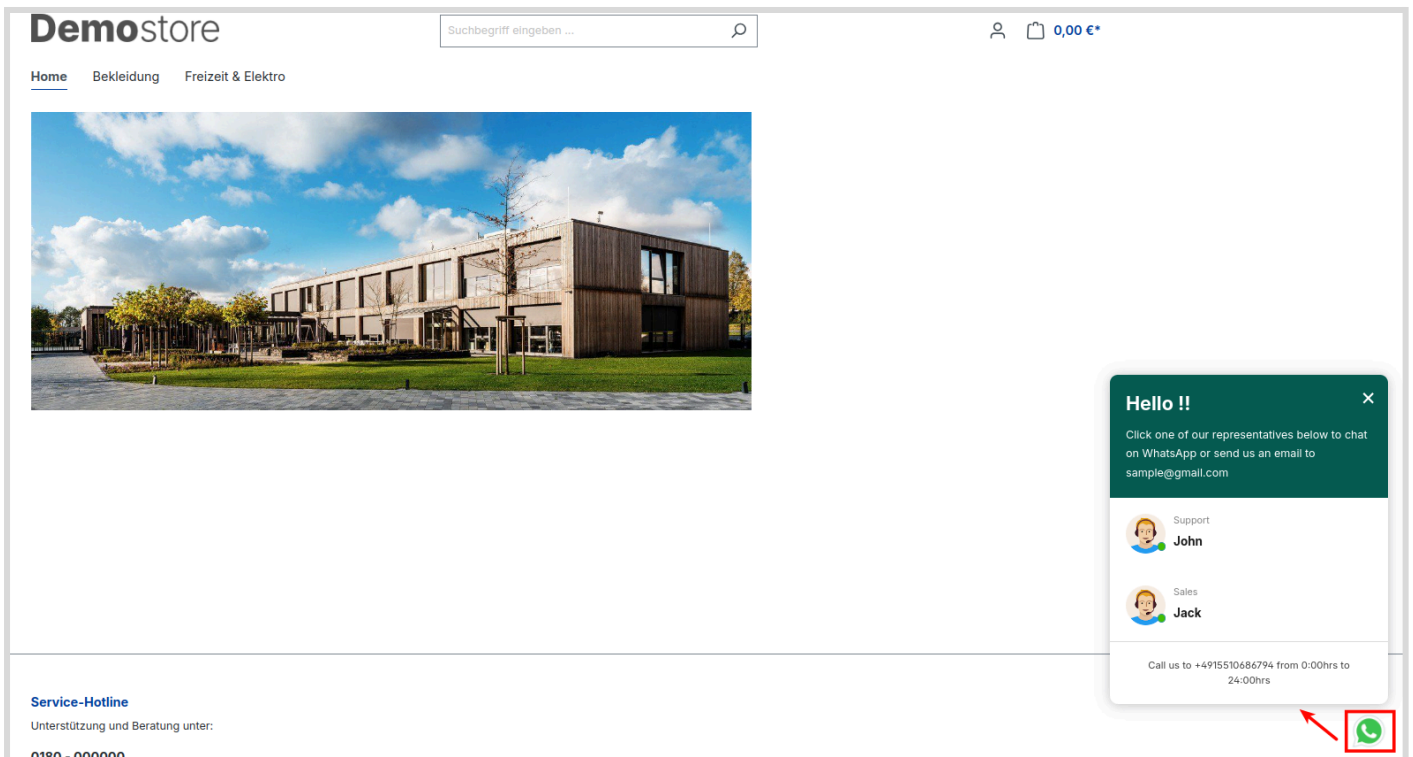 Demostore
Suchbegriff eingeben ...
0,00 €*
Home Bekleidung Freizeit & Elektro
Hello !!
Click one of our representatives below to chat
on WhatsApp or send us an email to
sample@gmail.com
Support
John
Sales
Jack
Call us to +4915510686794 from 0:00hrs to
24:00hrs
Service-Hotline
Unterstützung und Beratung unter:
0180 - 000000